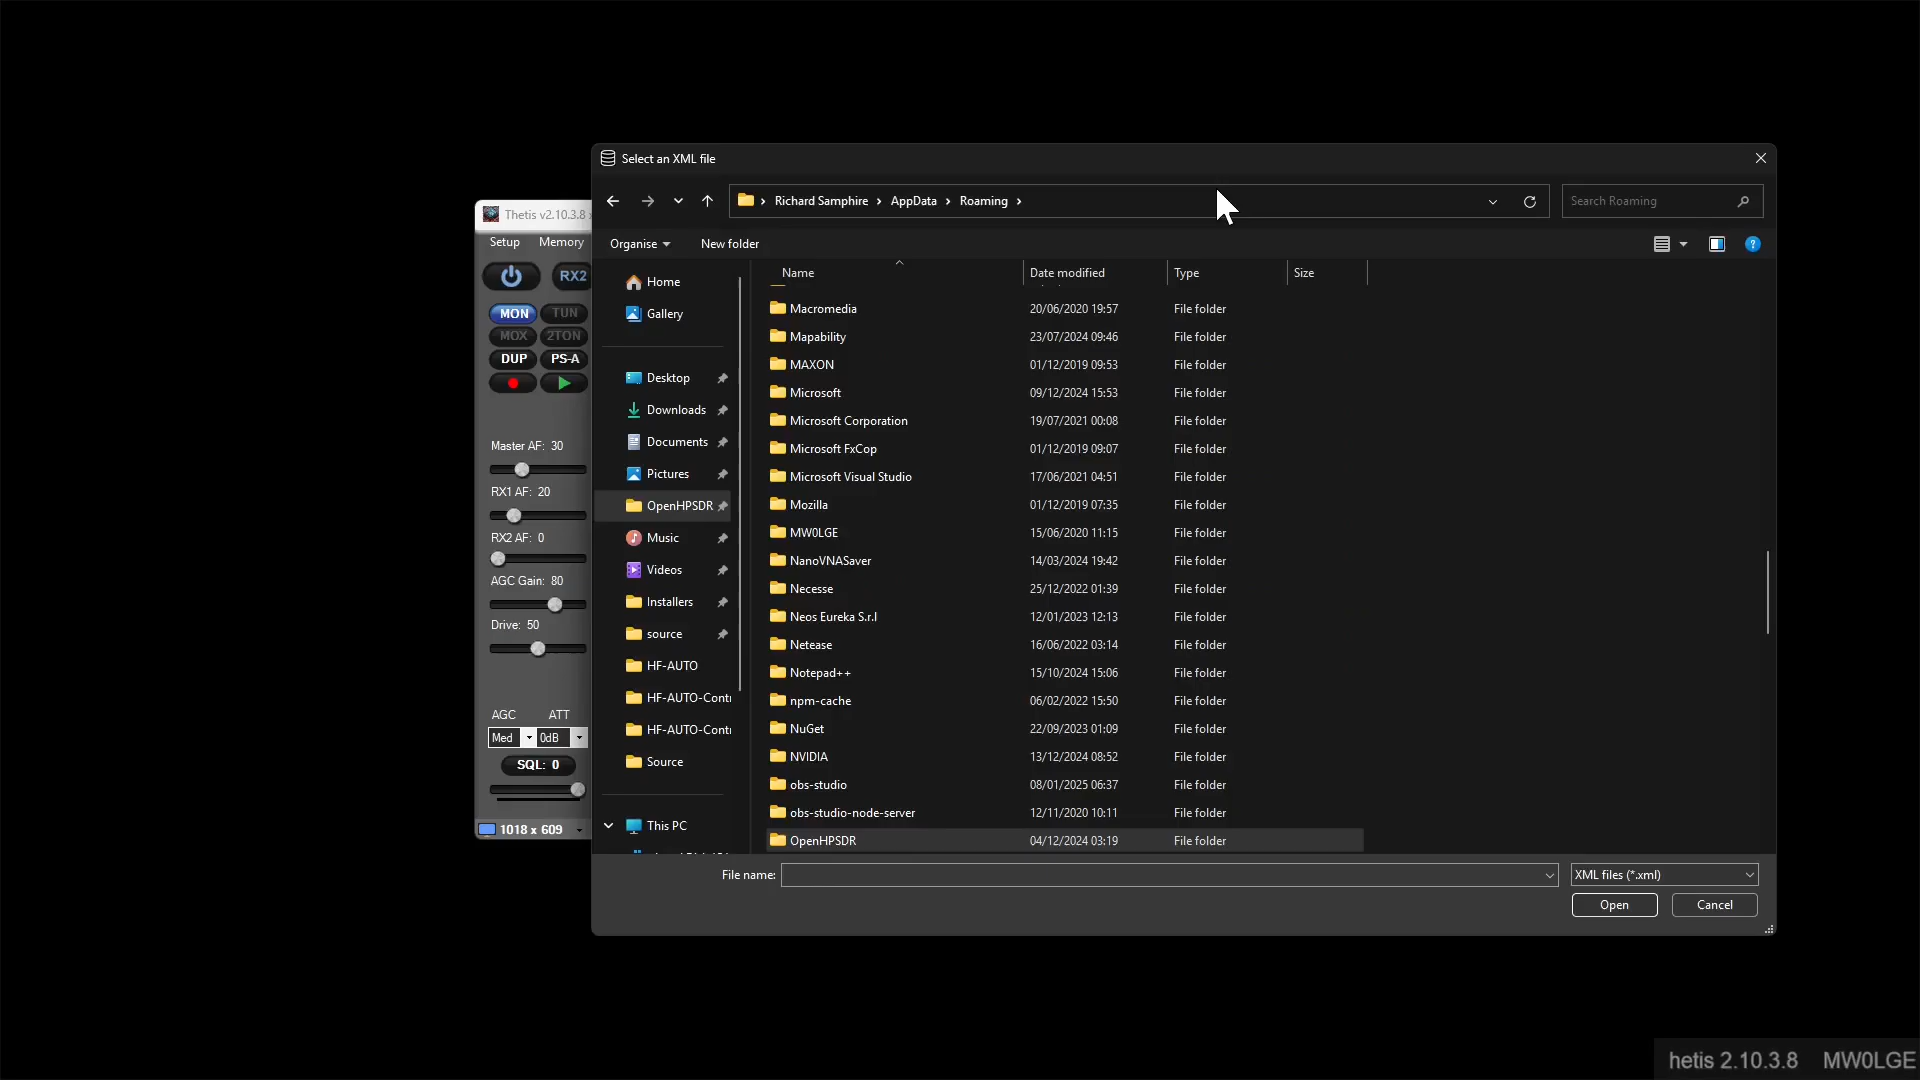 Select an XML file
Richard Samphire > AppData > Roaming >
Search Roaming
Thetis v2.10.3.8
Setup Memory
Organise New folder
RX2
MON TUN
MOX 2TON
DUP PS-A
Master AF: 30
RX1 AF: 20
RX2 AF: 0
AGC Gain: 80
Drive: 50
AGC ATT
Med 0dB
SQL: 0
1018 x 609
Home
Gallery
Desktop
Downloads
Documents
Pictures
OpenHPSDR
Music
Videos
Installers
source
HF-AUTO
HF-AUTO-Contr
HF-AUTO-Contr
Source
This PC
Name Date modified Type Size
Macromedia 20/06/2020 19:57 File folder
Mapability 23/07/2024 09:46 File folder
MAXON 01/12/2019 09:53 File folder
Microsoft 09/12/2024 15:53 File folder
Microsoft Corporation 19/07/2021 00:08 File folder
Microsoft FxCop 01/12/2019 09:07 File folder
Microsoft Visual Studio 17/06/2021 04:51 File folder
Mozilla 01/12/2019 07:35 File folder
MW0LGE 15/06/2020 11:15 File folder
NanoVNASaver 14/03/2024 19:42 File folder
Necesse 25/12/2022 01:39 File folder
Neos Eureka S.r.l 12/01/2023 12:13 File folder
Netease 16/06/2022 03:14 File folder
Notepad++ 15/10/2024 15:06 File folder
npm-cache 06/02/2022 15:50 File folder
NuGet 22/09/2023 01:09 File folder
NVIDIA 13/12/2024 08:52 File folder
obs-studio 08/01/2025 06:37 File folder
obs-studio-node-server 12/11/2020 10:11 File folder
OpenHPSDR 04/12/2024 03:19 File folder
File name: XML files (*.xml)
Open Cancel
hetis 2.10.3.8 MW0LGE